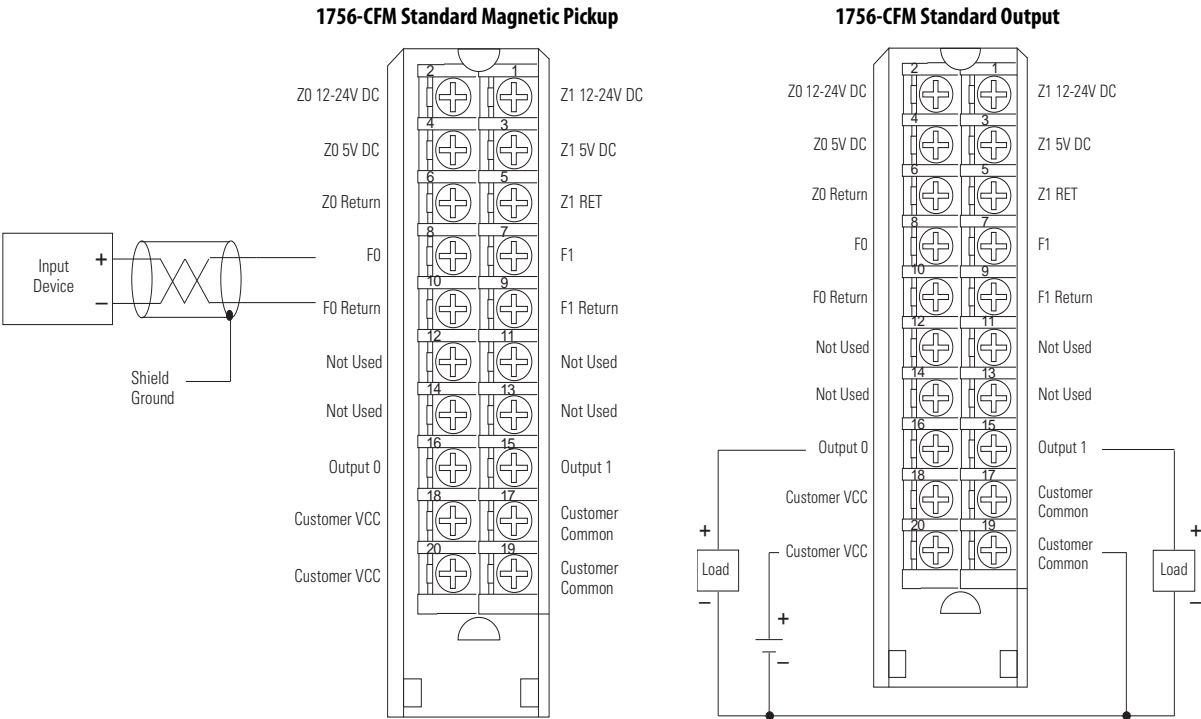 1756-CFM Standard Magnetic Pickup
Z0 12-24V DC
2
1
Z1 12-24V DC
Z0 5V DC
4
3
Z1 5V DC
Z0 Return
6
5
Z1 RET
F0
8
7
F1
F0 Return
10
9
F1 Return
Not Used
12
11
Not Used
Not Used
14
13
Not Used
Output 0
16
15
Output 1
Customer VCC
18
17
Customer
Common
Customer VCC
20
19
Customer
Common
Input
Device
+
–
Shield
Ground
1756-CFM Standard Output
Z0 12-24V DC
2
1
Z1 12-24V DC
Z0 5V DC
4
3
Z1 5V DC
Z0 Return
6
5
Z1 RET
F0
8
7
F1
F0 Return
10
9
F1 Return
Not Used
12
11
Not Used
Not Used
14
13
Not Used
Output 0
16
15
Output 1
Customer VCC
18
17
Customer
Common
Customer VCC
20
19
Customer
Common
+
Load
–
+
–
+
Load
–